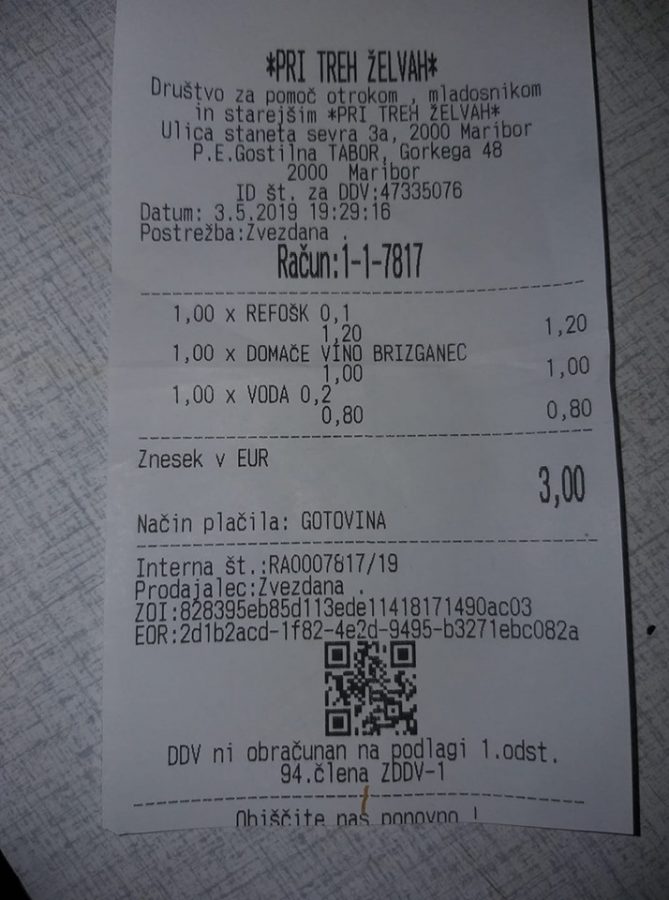 *PRI TREH ŽELVAH*
Društvo za pomoč otrokom , mladosnikom
in starejšim *PRI TREH ŽELVAH*
Ulica staneta sevra 3a, 2000 Maribor
P.E.Gostilna TABOR, Gorkega 48
2000 Maribor
ID št. za DDV:47335076
Datum: 3.5.2019 19:29:16
Postrežba:Zvezdana .
Račun:1-1-7817
1,00 x REFOŠK 0,1
1,20 1,20
1,00 x DOMAČE VINO BRIZGANEC
1,00 1,00
1,00 x VODA 0,2
0,80 0,80
Znesek v EUR
3,00
Način plačila: GOTOVINA
Interna št.:RA0007817/19
Prodajalec:Zvezdana .
ZOI:828395eb85d113ede11418171490ac03
EOR:2d1b2acd-1f82-4e2d-9495-b3271ebc082a
DDV ni obračunan na podlagi 1.odst.
94.člena ZDDV-1
Obiščite nas ponovno !